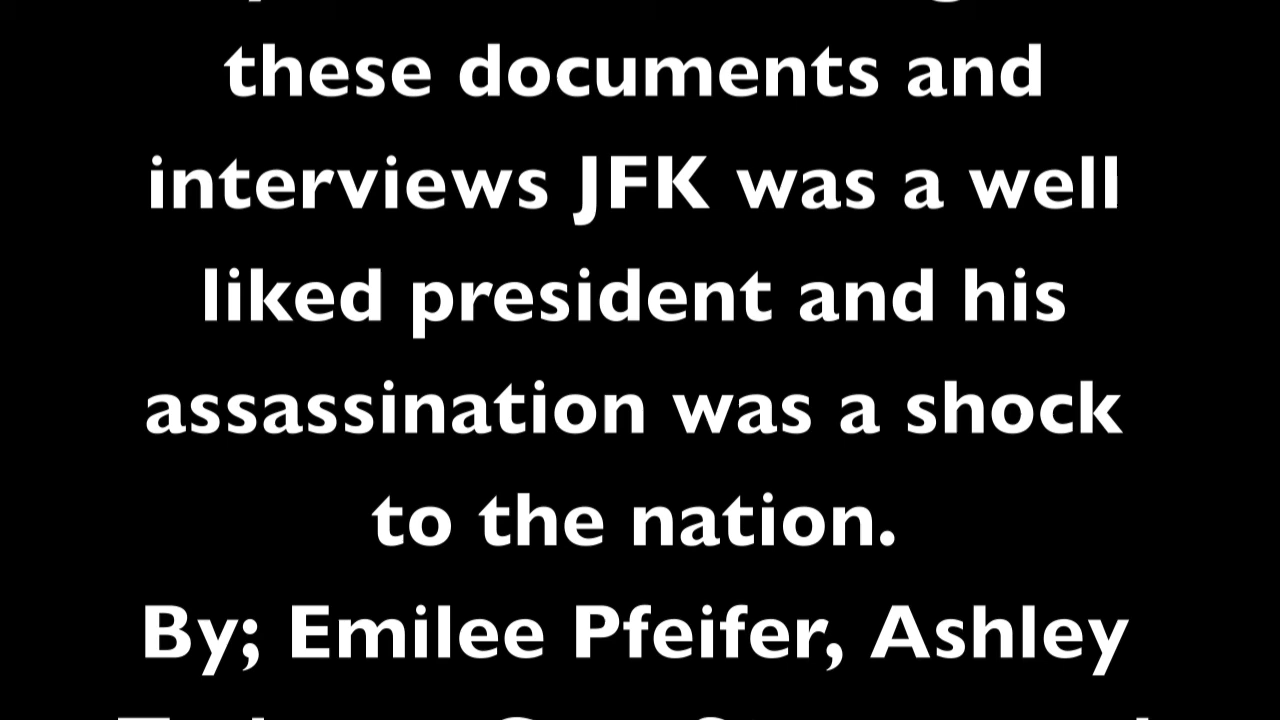 these documents and
interviews JFK was a well
liked president and his
assassination was a shock
to the nation.
By; Emilee Pfeifer, Ashley